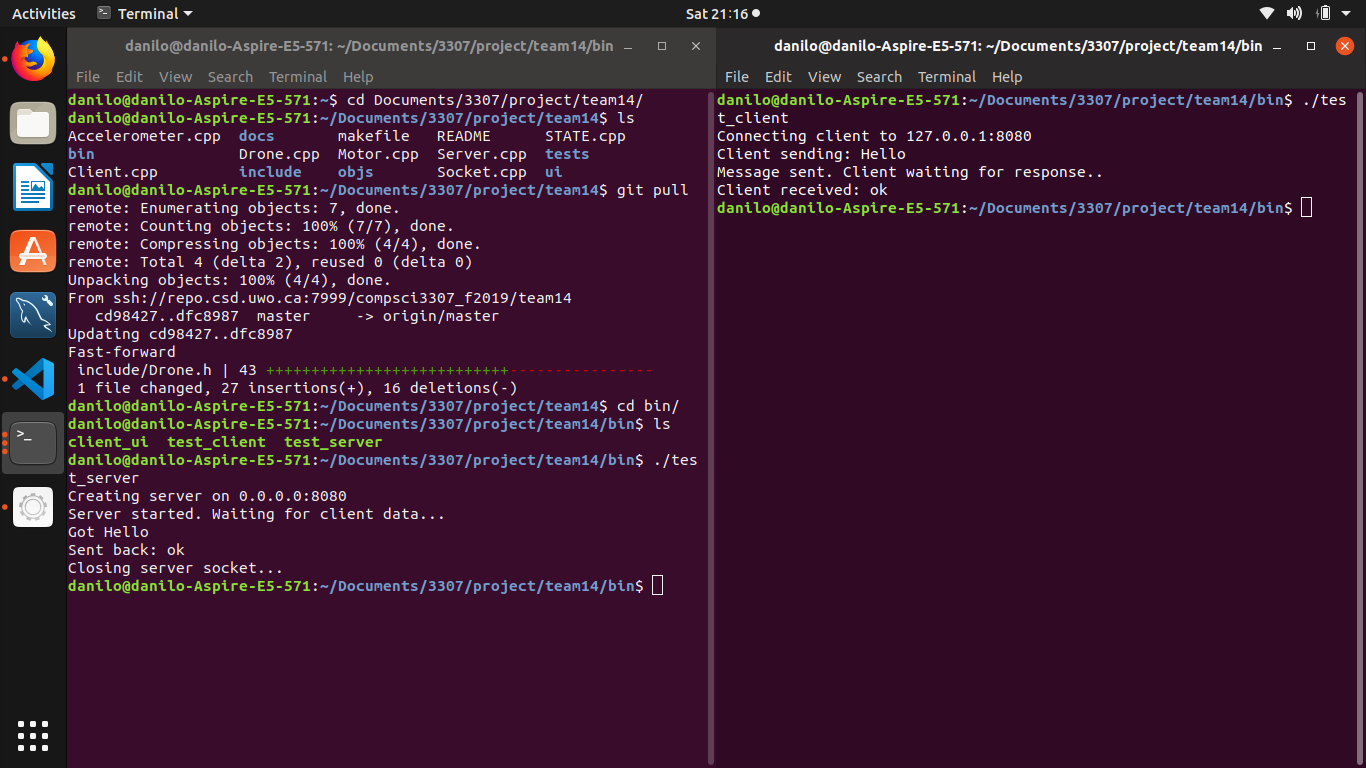 Activities Terminal Sat 21:16
danilo@danilo-Aspire-E5-571: ~/Documents/3307/project/team14/bin
File Edit View Search Terminal Help
danilo@danilo-Aspire-E5-571:~$ cd Documents/3307/project/team14/
danilo@danilo-Aspire-E5-571:~/Documents/3307/project/team14$ ls
Accelerometer.cpp docs makefile README STATE.cpp
bin Drone.cpp Motor.cpp Server.cpp tests
Client.cpp include objs Socket.cpp ui
danilo@danilo-Aspire-E5-571:~/Documents/3307/project/team14$ git pull
remote: Enumerating objects: 7, done.
remote: Counting objects: 100% (7/7), done.
remote: Compressing objects: 100% (4/4), done.
remote: Total 4 (delta 2), reused 0 (delta 0)
Unpacking objects: 100% (4/4), done.
From ssh://repo.csd.uwo.ca:7999/compsci3307_f2019/team14
   cd98427..dfc8987  master     -> origin/master
Updating cd98427..dfc8987
Fast-forward
 include/Drone.h | 43 +++++++++++++++++++++++++++----------------
 1 file changed, 27 insertions(+), 16 deletions(-)
danilo@danilo-Aspire-E5-571:~/Documents/3307/project/team14$ cd bin/
danilo@danilo-Aspire-E5-571:~/Documents/3307/project/team14/bin$ ls
client_ui test_client test_server
danilo@danilo-Aspire-E5-571:~/Documents/3307/project/team14/bin$ ./tes
t_server
Creating server on 0.0.0.0:8080
Server started. Waiting for client data...
Got Hello
Sent back: ok
Closing server socket...
danilo@danilo-Aspire-E5-571:~/Documents/3307/project/team14/bin$
danilo@danilo-Aspire-E5-571: ~/Documents/3307/project/team14/bin
File Edit View Search Terminal Help
danilo@danilo-Aspire-E5-571:~/Documents/3307/project/team14/bin$ ./tes
t_client
Connecting client to 127.0.0.1:8080
Client sending: Hello
Message sent. Client waiting for response..
Client received: ok
danilo@danilo-Aspire-E5-571:~/Documents/3307/project/team14/bin$